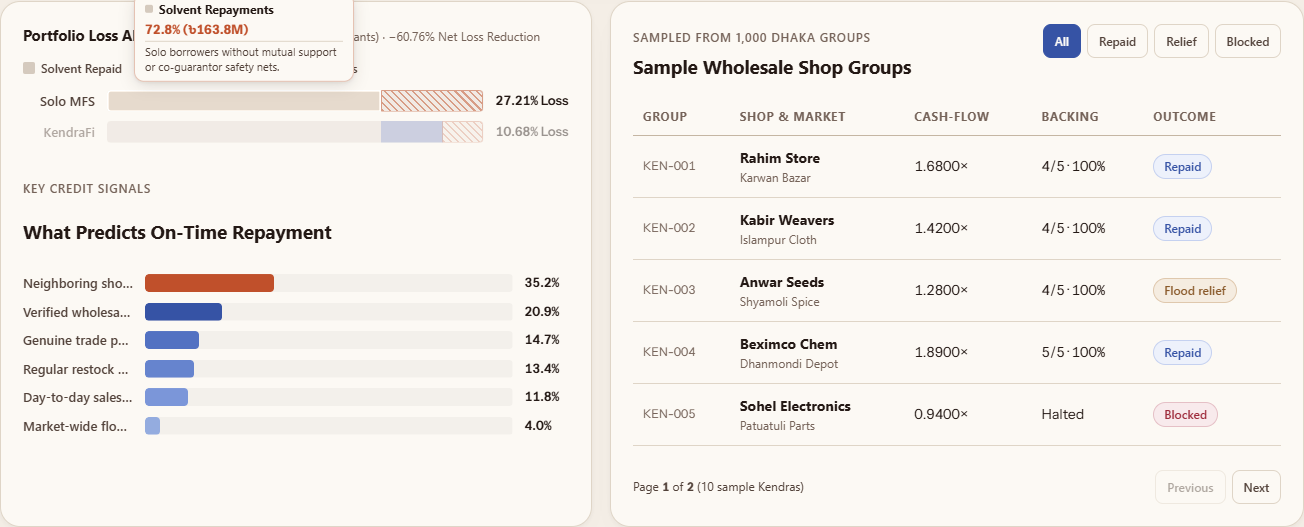 Solvent Repayments
72.8% (৳163.8M)
Solo borrowers without mutual support
or co-guarantor safety nets.
Portfolio Loss
· −60.76% Net Loss Reduction
Solvent Repaid
Solo MFS
27.21% Loss
KendraFi
10.68% Loss
KEY CREDIT SIGNALS
What Predicts On-Time Repayment
Neighboring sho...
35.2%
Verified wholesa...
20.9%
Genuine trade p...
14.7%
Regular restock ...
13.4%
Day-to-day sales...
11.8%
Market-wide flo...
4.0%
SAMPLED FROM 1,000 DHAKA GROUPS
Sample Wholesale Shop Groups
All Repaid Relief Blocked
GROUP SHOP & MARKET CASH-FLOW BACKING OUTCOME
KEN-001 Rahim Store 1.6800× 4/5 · 100% Repaid
Karwan Bazar
KEN-002 Kabir Weavers 1.4200× 4/5 · 100% Repaid
Islampur Cloth
KEN-003 Anwar Seeds 1.2800× 4/5 · 100% Flood relief
Shyamoli Spice
KEN-004 Beximco Chem 1.8900× 5/5 · 100% Repaid
Dhanmondi Depot
KEN-005 Sohel Electronics 0.9400× Halted Blocked
Patuatuli Parts
Page 1 of 2 (10 sample Kendras)
Previous Next